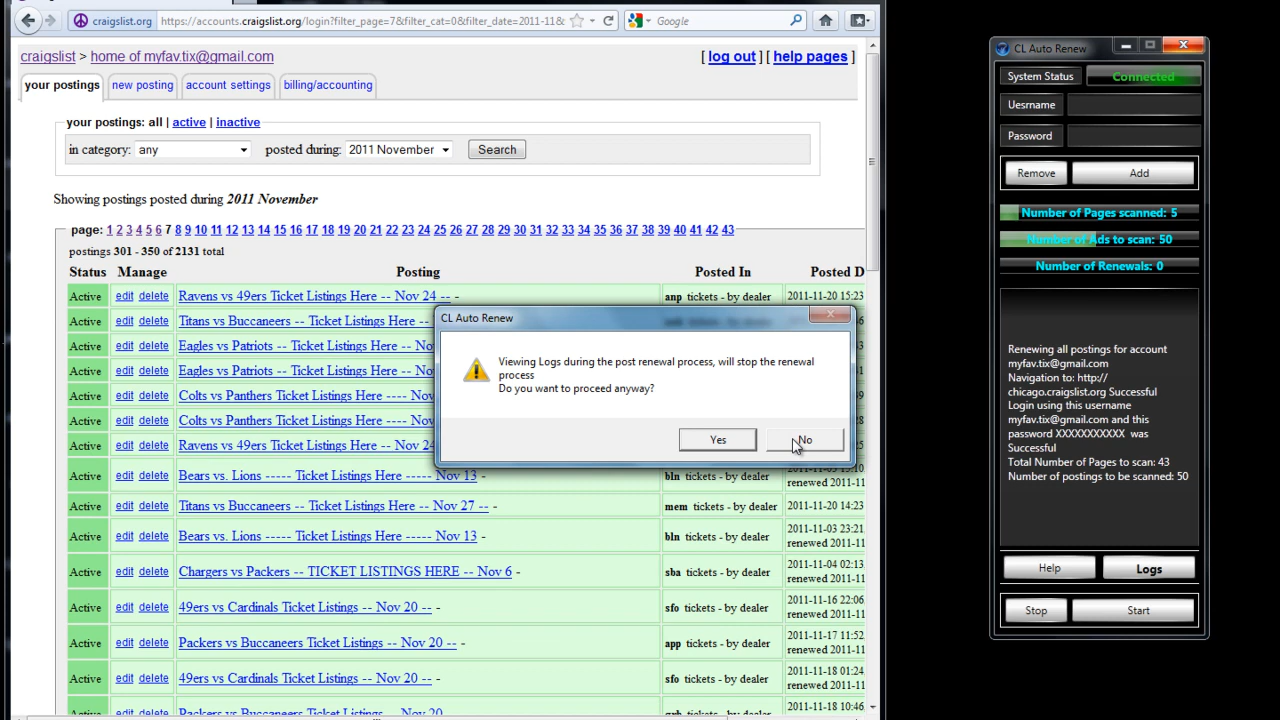 craigslist.org
https://accounts.craigslist.org/login?filter_page=7&filter_cat=0&filter_date=2011-11&
Google
craigslist > home of myfav.tix@gmail.com
[ log out ] [ help pages ]
your postings
new posting
account settings
billing/accounting
your postings: all | active | inactive
in category: any posted during: 2011 November Search
Showing postings posted during 2011 November
page: 1 2 3 4 5 6 7 8 9 10 11 12 13 14 15 16 17 18 19 20 21 22 23 24 25 26 27 28 29 30 31 32 33 34 35 36 37 38 39 40 41 42 43
postings 301 - 350 of 2131 total
Status Manage Posting Posted In Posted D
Active edit delete Ravens vs 49ers Ticket Listings Here -- Nov 24 -- - anp tickets - by dealer 2011-11-20 15:23
Active edit delete Titans vs Buccaneers -- Ticket Listings Here --
Active edit delete Eagles vs Patriots -- Ticket Listings Here -- No
Active edit delete Eagles vs Patriots -- Ticket Listings Here -- No
Active edit delete Colts vs Panthers Ticket Listings Here ---- Nov
Active edit delete Colts vs Panthers Ticket Listings Here ---- Nov
Active edit delete Ravens vs 49ers Ticket Listings Here -- Nov 24
Active edit delete Bears vs. Lions ----- Ticket Listings Here ----- Nov 13 - bln tickets - by dealer
renewed 2011-11
Active edit delete Titans vs Buccaneers -- Ticket Listings Here -- Nov 27 -- - mem tickets - by dealer 2011-11-20 14:23
Active edit delete Bears vs. Lions ----- Ticket Listings Here ----- Nov 13 - bln tickets - by dealer 2011-11-03 23:21,
renewed 2011-11
Active edit delete Chargers vs Packers -- TICKET LISTINGS HERE -- Nov 6 - sba tickets - by dealer 2011-11-04 02:13,
renewed 2011-11
Active edit delete 49ers vs Cardinals Ticket Listings -- Nov 20 -- - sfo tickets - by dealer 2011-11-16 22:06,
renewed 2011-11
Active edit delete Packers vs Buccaneers Ticket Listings -- Nov 20 -- - app tickets - by dealer 2011-11-17 11:52,
renewed 2011-11
Active edit delete 49ers vs Cardinals Ticket Listings -- Nov 20 -- - sfo tickets - by dealer 2011-11-18 01:24,
renewed 2011-11
Active edit delete Packers vs Buccaneers Ticket Listings -- Nov 20 tickets - by dealer 2011-11-18 10:46,
CL Auto Renew
Viewing Logs during the post renewal process, will stop the renewal
process
Do you want to proceed anyway?
Yes No
CL Auto Renew
System Status Connected
Uesrname
Password
Remove Add
Number of Pages scanned: 5
Number of Ads to scan: 50
Number of Renewals: 0
Renewing all postings for account
myfav.tix@gmail.com
Navigation to: http://
chicago.craigslist.org Successful
Login using this username
myfav.tix@gmail.com and this
password XXXXXXXXXXX was
Successful
Total Number of Pages to scan: 43
Number of postings to be scanned: 50
Help Logs
Stop Start